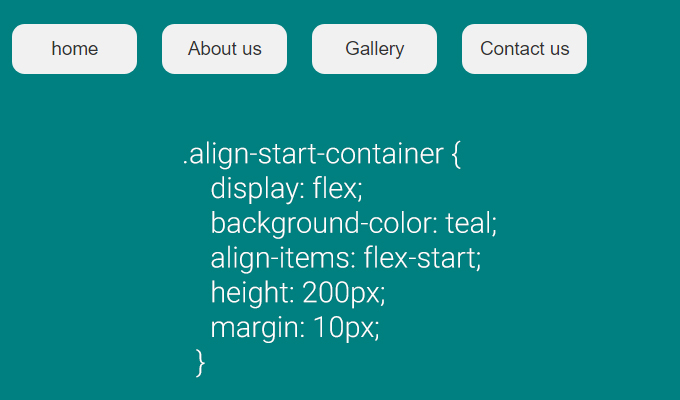 home About us Gallery Contact us
.align-start-container {
display: flex;
background-color: teal;
align-items: flex-start;
height: 200px;
margin: 10px;
}